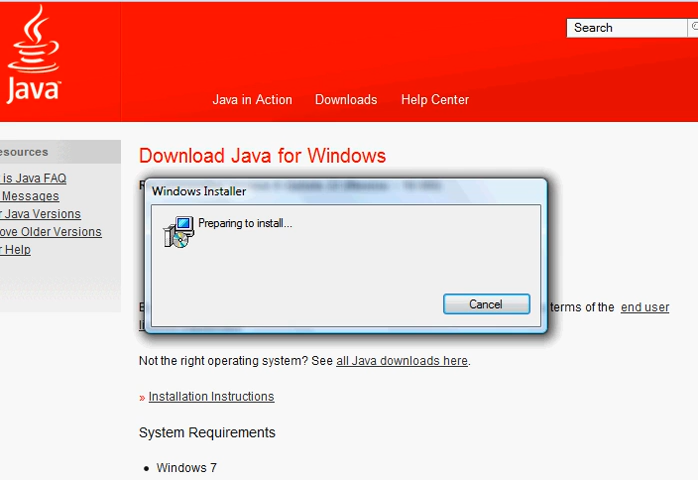 Java™
Search
Java in Action
Downloads
Help Center
esources
is Java FAQ
Messages
r Java Versions
ove Older Versions
r Help
Download Java for Windows
R
Windows Installer
Preparing to install...
Cancel
terms of the end user
Not the right operating system? See all Java downloads here.
» Installation Instructions
System Requirements
• Windows 7